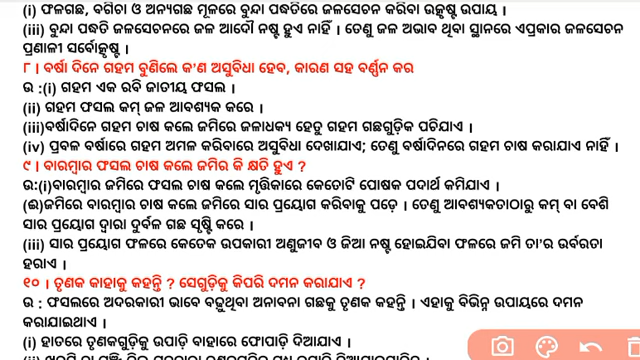 (i) ଫଳଗଛ, ବଗିଚା ଓ ଅନ୍ୟଗଛ ମୂଳରେ ବୁନ୍ଦା ପଦ୍ଧତିରେ ଜଳସେଚନ କରିବା ଉତ୍କୃଷ୍ଟ ଉପାୟ ।
(iii) ବୁନ୍ଦା ପଦ୍ଧତି ଜଳସେଚନରେ ଜଳ ଆଦୌ ନଷ୍ଟ ହୁଏ ନାହିଁ । ତେଣୁ ଜଳ ଅଭାବ ଥିବା ସ୍ଥାନରେ ଏପ୍ରକାର ଜଳସେଚନ
ପ୍ରଣାଳୀ ସର୍ବୋତ୍କୃଷ୍ଟ ।
୮ । ବର୍ଷା ଦିନେ ଗହମ ବୁଣିଲେ କ'ଣ ଅସୁବିଧା ହେବ, କାରଣ ସହ ବର୍ଣ୍ଣନ କର
ଉ :(i) ଗହମ ଏକ ରବି ଜାତୀୟ ଫସଲ ।
(ii) ଗହମ ଫସଲ କମ୍ ଜଳ ଆବଶ୍ୟକ କରେ ।
(iii)ବର୍ଷାଦିନେ ଗହମ ଚାଷ କଲେ ଜମିରେ ଜଳାଧକ୍ୟ ହେତୁ ଗହମ ଗଛଗୁଡ଼ିକ ପଚିଯାଏ ।
(iv) ପ୍ରବଳ ବର୍ଷାରେ ଗହମ ଅମଳ କରିବାରେ ଅସୁବିଧା ଦେଖାଯାଏ; ତେଣୁ ବର୍ଷାଦିନରେ ଗହମ ଚାଷ କରାଯାଏ ନାହିଁ ।
୯ । ବାରମ୍ବାର ଫସଲ ଚାଷ କଲେ ଜମିର କି କ୍ଷତି ହୁଏ ?
ଉ:(i)ବାରମ୍ବାର ଜମିରେ ଫସଲ ଚାଷ କଲେ ମୃତ୍ତିକାରେ କେତୋଟି ପୋଷକ ପଦାର୍ଥ କମିଯାଏ ।
(ଈ)ଜମିରେ ବାରମ୍ବାର ଚାଷ କଲେ ଜମିରେ ସାର ପ୍ରୟୋଗ କରିବାକୁ ପଡ଼େ । ତେଣୁ ଆବଶ୍ୟକତାଠାରୁ କମ୍ ବା ବେଶି
ସାର ପ୍ରୟୋଗ ଦ୍ଵାରା ଦୁର୍ବଳ ଗଛ ସୃଷ୍ଟି କରେ ।
(iii) ସାର ପ୍ରୟୋଗ ଫଳରେ କେତେକ ଉପକାରୀ ଅଣୁଜୀବ ଓ ଜିଆ ନଷ୍ଟ ହୋଇଯିବା ଫଳରେ ଜମି ତା'ର ଉର୍ବରତା
ହରାଏ ।
୧୦ । ତୃଣକ କାହାକୁ କହନ୍ତି ? ସେଗୁଡ଼ିକୁ କିପରି ଦମନ କରାଯାଏ ?
ଉ : ଫସଲରେ ଅଦରକାରୀ ଭାବେ ବଢ଼ୁଥିବା ଅନାବନା ଗଛକୁ ତୃଣକ କହନ୍ତି । ଏହାକୁ ବିଭିନ୍ନ ଉପାୟରେ ଦମନ
କରାଯାଇଥାଏ ।
(i) ହାତରେ ତୃଣକଗୁଡ଼ିକୁ ଉପାଡ଼ି ବାହାରେ ଫୋପାଡ଼ି ଦିଆଯାଏ ।